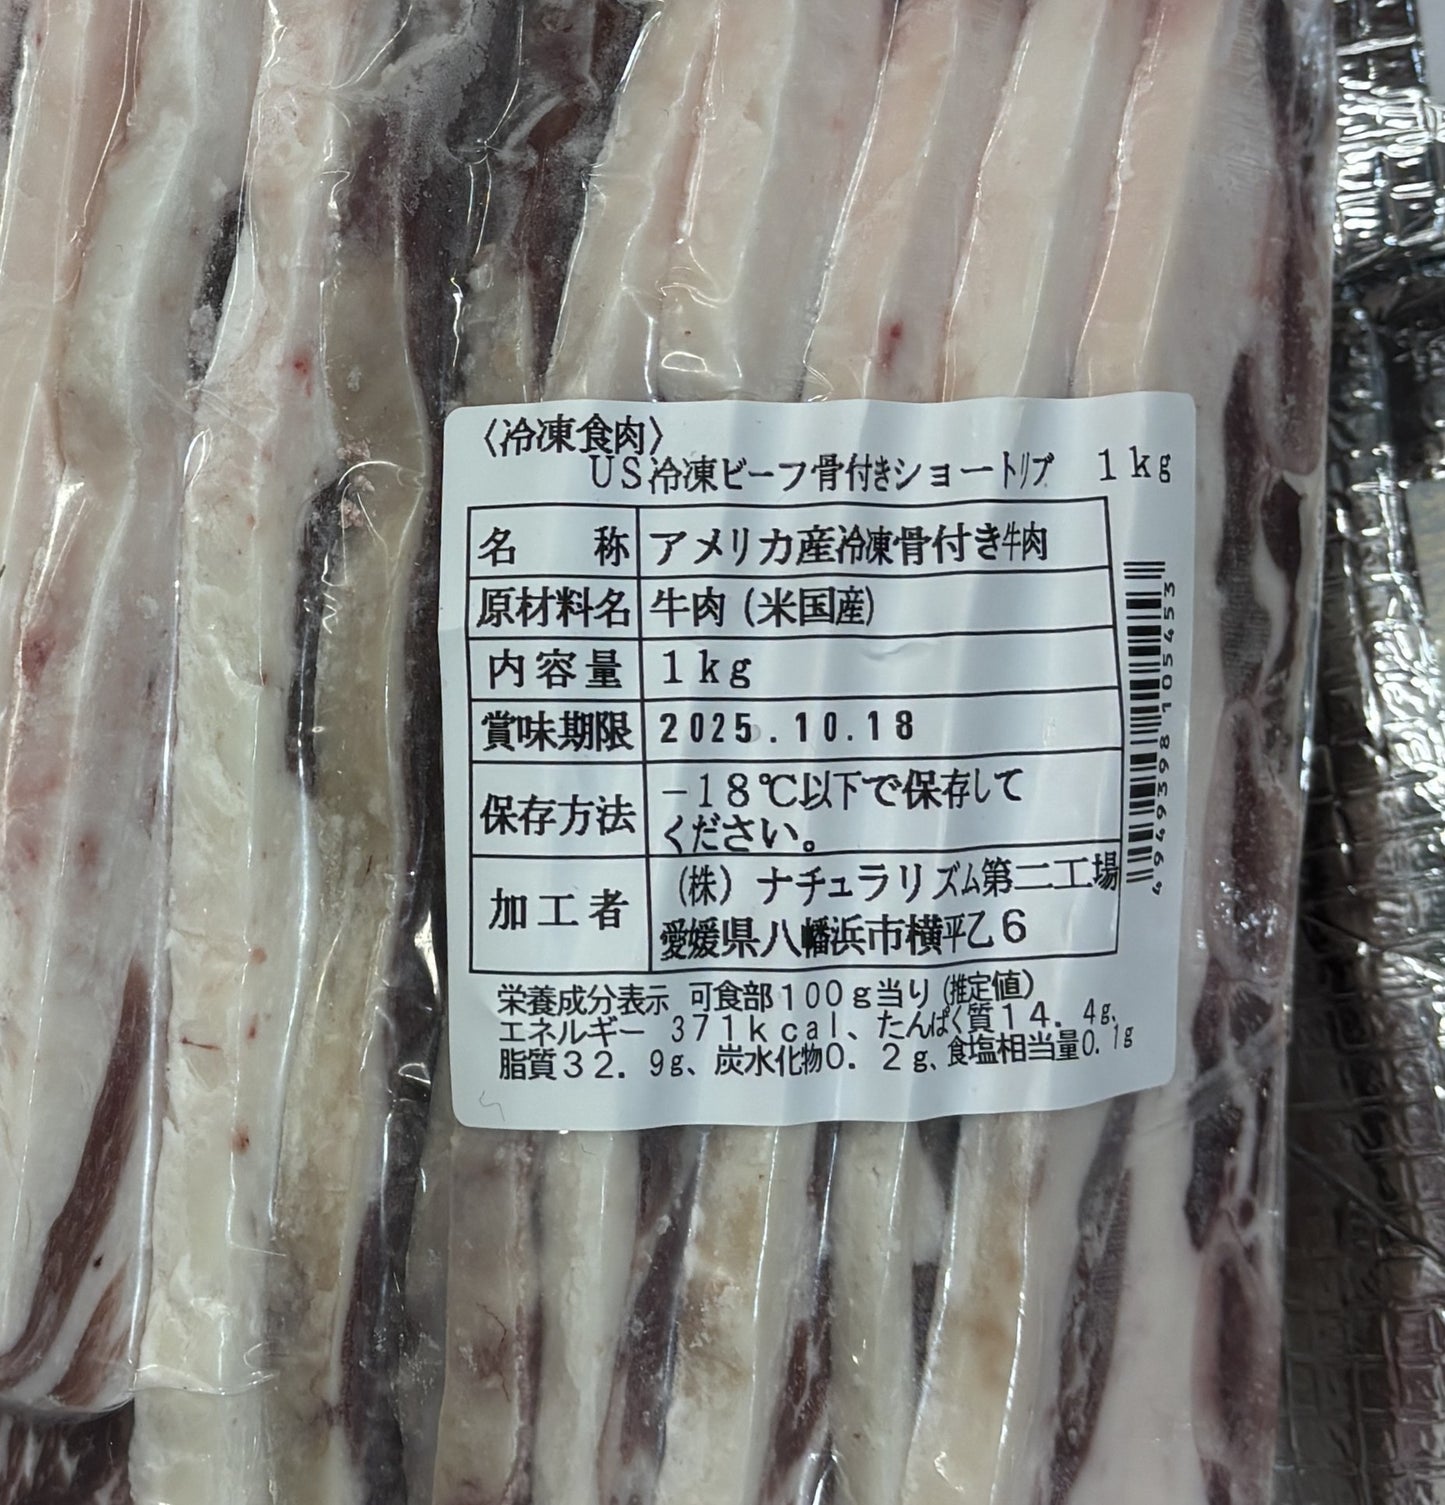 〈冷凍食肉〉
US冷凍ビーフ骨付きショートリブ 1kg
名称 アメリカ産冷凍骨付き牛肉
原材料名 牛肉(米国産)
内容量 1kg
賞味期限 2025.10.18
保存方法 -18℃以下で保存して
ください。
加工者 (株)ナチュラリズム第二工場
愛媛県八幡浜市横平乙6
栄養成分表示 可食部100g当り(推定値)
エネルギー 371kcal、たんぱく質14.4g、
脂質32.9g、炭水化物0.2g、食塩相当量0.1g
4949398105453